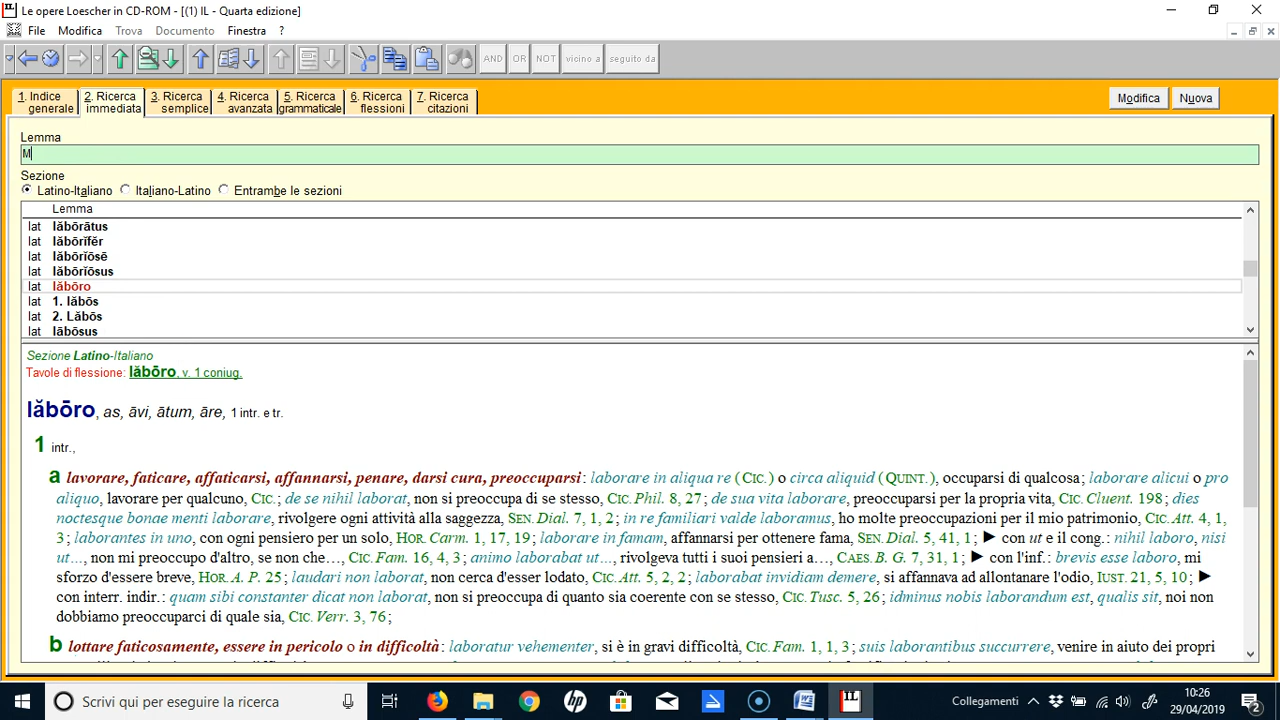 Le opere Loescher in CD-ROM - [(1) IL - Quarta edizione]
File Modifica Trova Documento Finestra ?
AND OR NOT vicino a seguito da
1. Indice generale 2. Ricerca immediata 3. Ricerca semplice 4. Ricerca avanzata 5. Ricerca grammaticale 6. Ricerca flessioni 7. Ricerca citazioni Modifica Nuova
Lemma
M
Sezione
Latino-Italiano Italiano-Latino Entrambe le sezioni
Lemma
lat lăbōrātus
lat lăbōrĭfĕr
lat lăbōrĭōsē
lat lăbōrĭōsus
lat lăbōro
lat 1. lăbōs
lat 2. Lăbōs
lat lābōsus
Sezione Latino-Italiano
Tavole di flessione: lăbōro, v. 1 coniug.
lăbōro, as, āvi, ātum, āre, 1 intr. e tr.
1 intr.,
a lavorare, faticare, affaticarsi, affannarsi, penare, darsi cura, preoccuparsi: laborare in aliqua re (CIC.) o circa aliquid (QUINT.), occuparsi di qualcosa; laborare alicui o pro
aliquo, lavorare per qualcuno, CIC.; de se nihil laborat, non si preoccupa di se stesso, CIC. Phil. 8, 27; de sua vita laborare, preoccuparsi per la propria vita, CIC. Cluent. 198; dies
noctesque bonae menti laborare, rivolgere ogni attività alla saggezza, SEN. Dial. 7, 1, 2; in re familiari valde laboramus, ho molte preoccupazioni per il mio patrimonio, CIC. Att. 4, 1,
3; laborantes in uno, con ogni pensiero per un solo, HOR. Carm. 1, 17, 19; laborare in famam, affannarsi per ottenere fama, SEN. Dial. 5, 41, 1; ► con ut e il cong.: nihil laboro, nisi
ut…, non mi preoccupo d'altro, se non che…, CIC. Fam. 16, 4, 3; animo laborabat ut…, rivolgeva tutti i suoi pensieri a…, CAES. B. G. 7, 31, 1; ► con l'inf.: brevis esse laboro, mi
sforzo d'essere breve, HOR. A. P. 25; laudari non laborat, non cerca d'esser lodato, CIC. Att. 5, 2, 2; laborabat invidiam demere, si affannava ad allontanare l'odio, IUST. 21, 5, 10; ►
con interr. indir.: quam sibi constanter dicat non laborat, non si preoccupa di quanto sia coerente con se stesso, CIC. Tusc. 5, 26; idminus nobis laborandum est, qualis sit, noi non
dobbiamo preoccuparci di quale sia, CIC. Verr. 3, 76;
b lottare faticosamente, essere in pericolo o in difficoltà: laboratur vehementer, si è in gravi difficoltà, CIC. Fam. 1, 1, 3; suis laborantibus succurrere, venire in aiuto dei propri
Scrivi qui per eseguire la ricerca
Collegamenti
10:26
29/04/2019
2